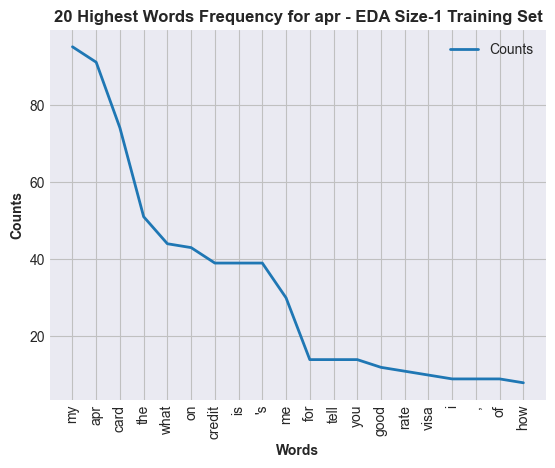 20 Highest Words Frequency for apr - EDA Size-1 Training Set
Counts
Counts
80
60
40
20
my
apr
card
the
what
on
credit
is
's
me
for
tell
you
good
rate
visa
i
,
of
how
Words